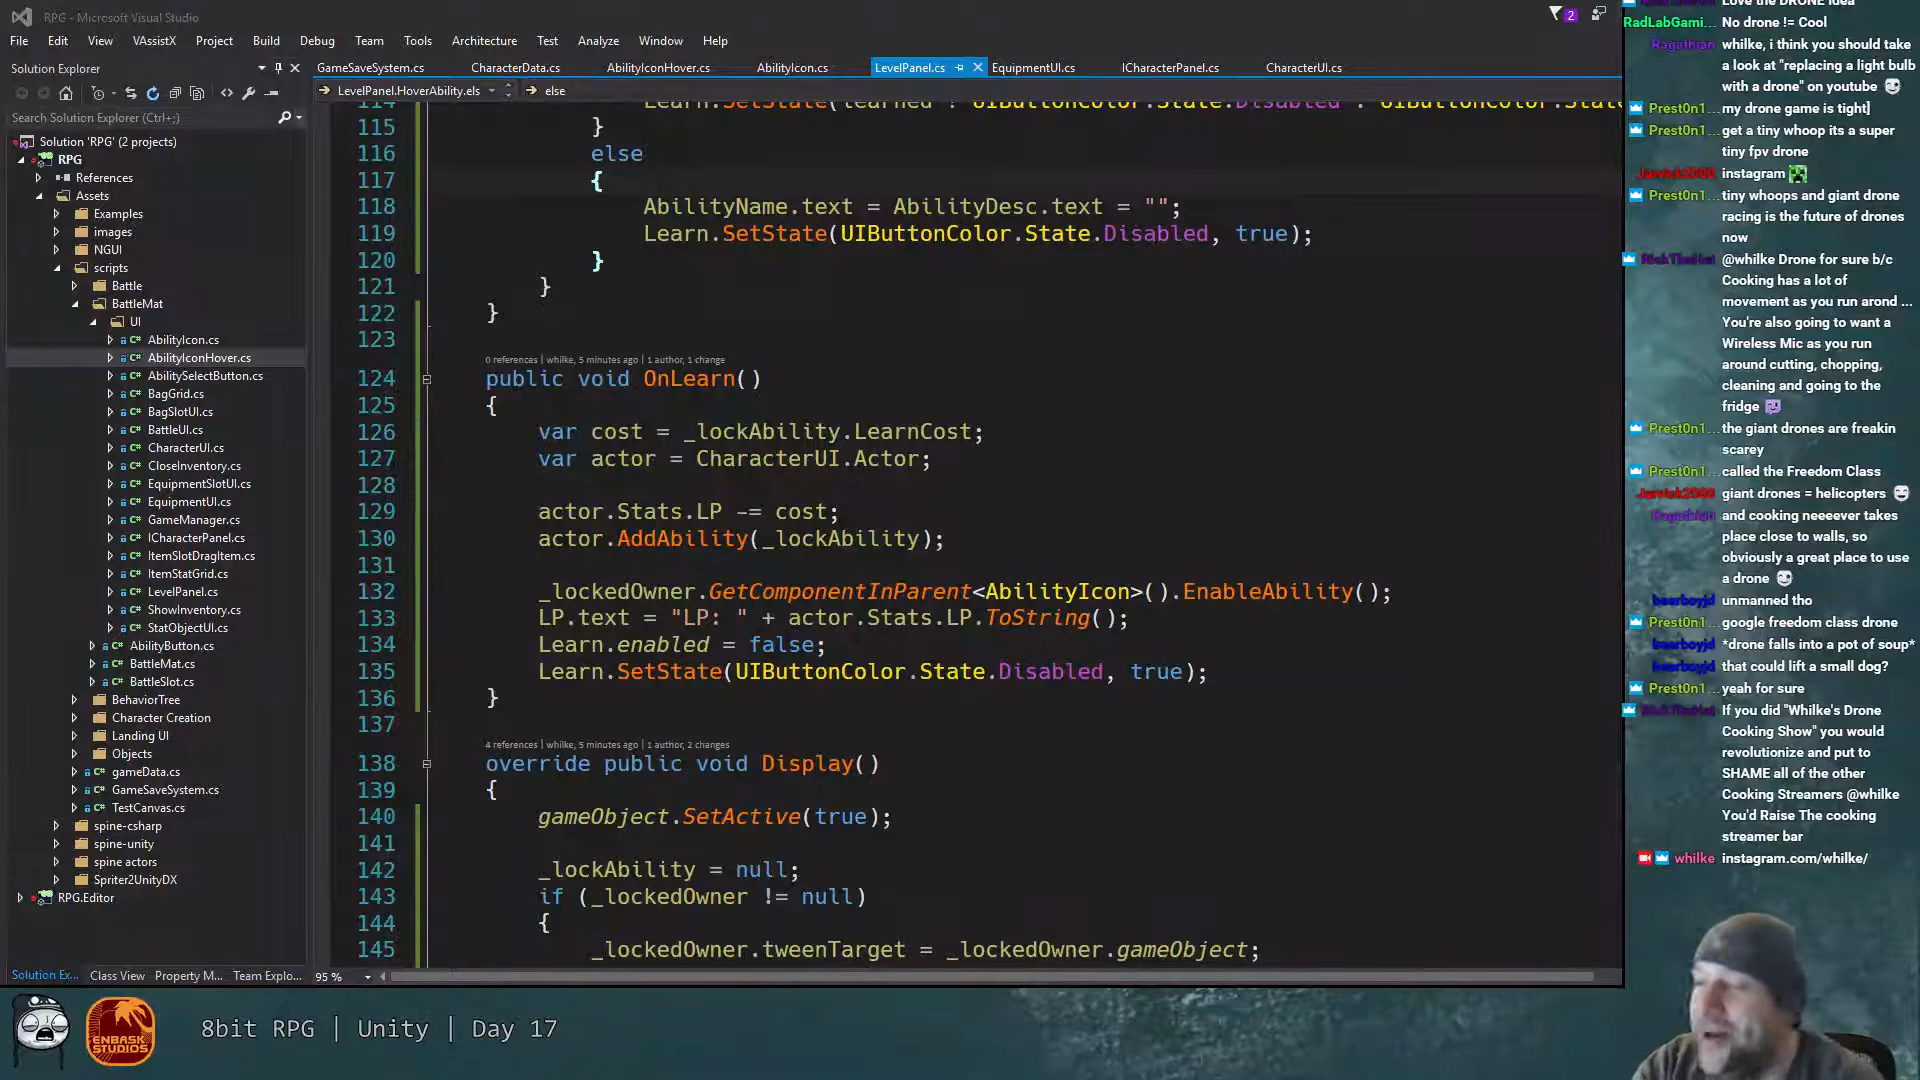 RPG - Microsoft Visual Studio
2
File Edit View VAssistX Project Build Debug Team Tools Architecture Test Analyze Window Help
Solution Explorer
GameSaveSystem.cs CharacterData.cs AbilityIconHover.cs AbilityIcon.cs LevelPanel.cs EquipmentUI.cs ICharacterPanel.cs CharacterUI.cs
LevelPanel.HoverAbility.els else
Search Solution Explorer (Ctrl+;)
Solution 'RPG' (2 projects)
RPG
References
Assets
Examples
images
NGUI
scripts
Battle
BattleMat
UI
AbilityIcon.cs
AbilityIconHover.cs
AbilitySelectButton.cs
BagGrid.cs
BagSlotUI.cs
BattleUI.cs
CharacterUI.cs
CloseInventory.cs
EquipmentSlotUI.cs
EquipmentUI.cs
GameManager.cs
ICharacterPanel.cs
ItemSlotDragItem.cs
ItemStatGrid.cs
LevelPanel.cs
ShowInventory.cs
StatObjectUI.cs
AbilityButton.cs
BattleMat.cs
BattleSlot.cs
BehaviorTree
Character Creation
Landing UI
Objects
gameData.cs
GameSaveSystem.cs
TestCanvas.cs
spine-csharp
spine-unity
spine actors
Spriter2UnityDX
RPG.Editor
Solution Ex... Class View Property M... Team Explo...
114 Learn.SetState(learned ? UIButtonColor.State.Disabled : UIButtonColor.State
115 }
116 else
117 {
118 AbilityName.text = AbilityDesc.text = "";
119 Learn.SetState(UIButtonColor.State.Disabled, true);
120 }
121 }
122 }
123
0 references | whilke, 5 minutes ago | 1 author, 1 change
124 public void OnLearn()
125 {
126 var cost = _lockAbility.LearnCost;
127 var actor = CharacterUI.Actor;
128
129 actor.Stats.LP -= cost;
130 actor.AddAbility(_lockAbility);
131
132 _lockedOwner.GetComponentInParent<AbilityIcon>().EnableAbility();
133 LP.text = "LP: " + actor.Stats.LP.ToString();
134 Learn.enabled = false;
135 Learn.SetState(UIButtonColor.State.Disabled, true);
136 }
137
4 references | whilke, 5 minutes ago | 1 author, 2 changes
138 override public void Display()
139 {
140 gameObject.SetActive(true);
141
142 _lockAbility = null;
143 if (_lockedOwner != null)
144 {
145 _lockedOwner.tweenTarget = _lockedOwner.gameObject;
95 %
Love the DRONE idea
RadLabGami... No drone != Cool
Ragathian whilke, i think you should take
a look at "replacing a light bulb
with a drone" on youtube
Prest0n1... my drone game is tight]
Prest0n1... get a tiny whoop its a super
tiny fpv drone
Jarvick2000 instagram
Prest0n1... tiny whoops and giant drone
racing is the future of drones
now
@whilke Drone for sure b/c
Cooking has a lot of
movement as you run arond ...
You're also going to want a
Wireless Mic as you run
around cutting, chopping,
cleaning and going to the
fridge
Prest0n1... the giant drones are freakin
scarey
Prest0n1... called the Freedom Class
Jarvick2000 giant drones = helicopters
Ragathian and cooking neeeever takes
place close to walls, so
obviously a great place to use
a drone
bearboyjd unmanned tho
Prest0n1... google freedom class drone
bearboyjd *drone falls into a pot of soup*
bearboyjd that could lift a small dog?
Prest0n1... yeah for sure
If you did "Whilke's Drone
Cooking Show" you would
revolutionize and put to
SHAME all of the other
Cooking Streamers @whilke
You'd Raise The cooking
streamer bar
whilke instagram.com/whilke/
ENBASK
STUDIOS
8bit RPG | Unity | Day 17